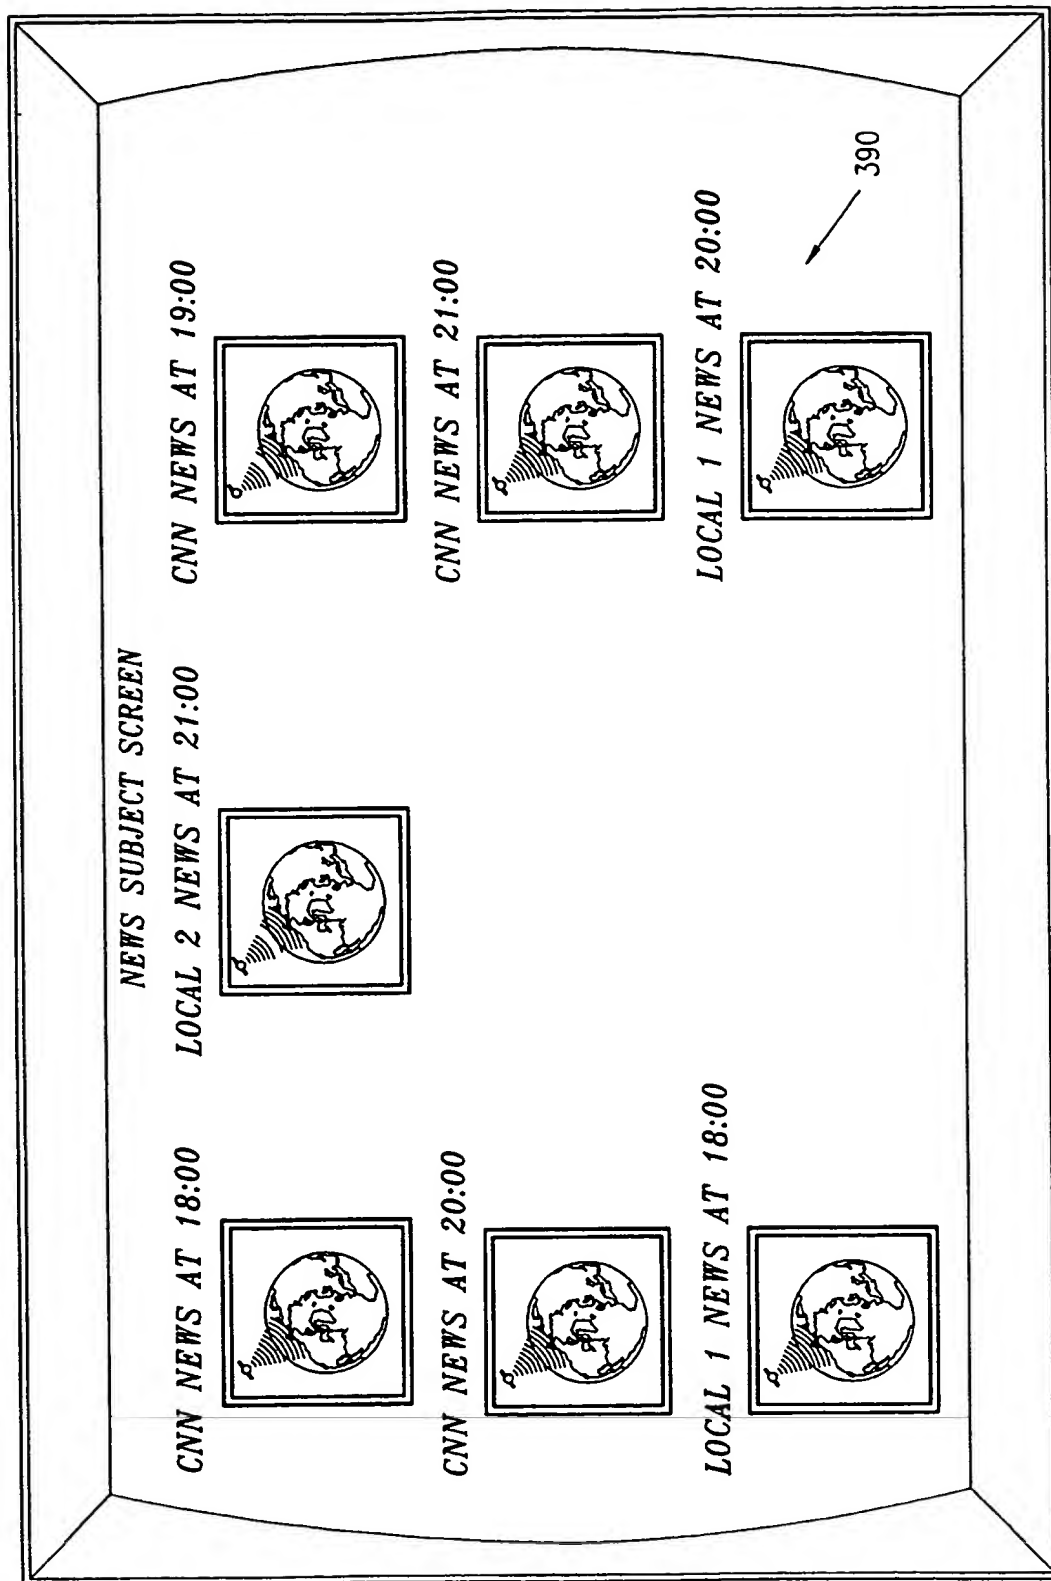 NEWS SUBJECT SCREEN
CNN NEWS AT 18:00
LOCAL 2 NEWS AT 21:00
CNN NEWS AT 19:00
CNN NEWS AT 20:00
CNN NEWS AT 21:00
LOCAL 1 NEWS AT 18:00
LOCAL 1 NEWS AT 20:00
390